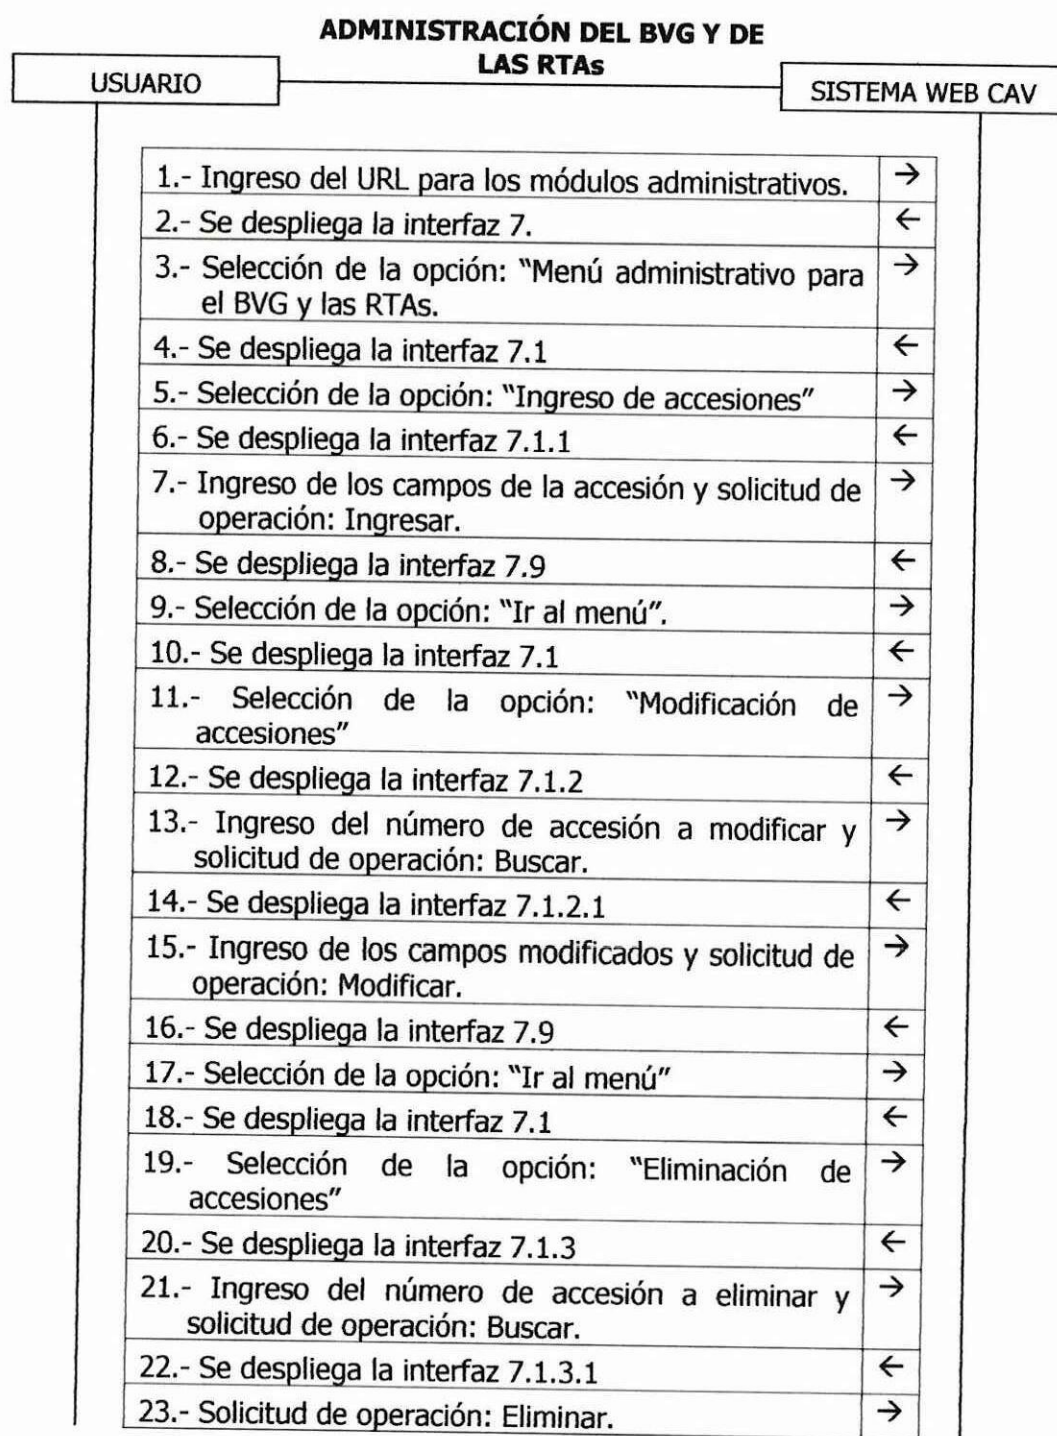 ADMINISTRACIÓN DEL BVG Y DE
LAS RTAs
USUARIO
SISTEMA WEB CAV
1.- Ingreso del URL para los módulos administrativos. →
2.- Se despliega la interfaz 7. ←
3.- Selección de la opción: “Menú administrativo para →
el BVG y las RTAs.
4.- Se despliega la interfaz 7.1 ←
5.- Selección de la opción: “Ingreso de accesiones” →
6.- Se despliega la interfaz 7.1.1 ←
7.- Ingreso de los campos de la accesión y solicitud de →
operación: Ingresar.
8.- Se despliega la interfaz 7.9 ←
9.- Selección de la opción: “Ir al menú”. →
10.- Se despliega la interfaz 7.1 ←
11.- Selección de la opción: “Modificación de →
accesiones”
12.- Se despliega la interfaz 7.1.2 ←
13.- Ingreso del número de accesión a modificar y →
solicitud de operación: Buscar.
14.- Se despliega la interfaz 7.1.2.1 ←
15.- Ingreso de los campos modificados y solicitud de →
operación: Modificar.
16.- Se despliega la interfaz 7.9 ←
17.- Selección de la opción: “Ir al menú” →
18.- Se despliega la interfaz 7.1 ←
19.- Selección de la opción: “Eliminación de →
accesiones”
20.- Se despliega la interfaz 7.1.3 ←
21.- Ingreso del número de accesión a eliminar y →
solicitud de operación: Buscar.
22.- Se despliega la interfaz 7.1.3.1 ←
23.- Solicitud de operación: Eliminar. →